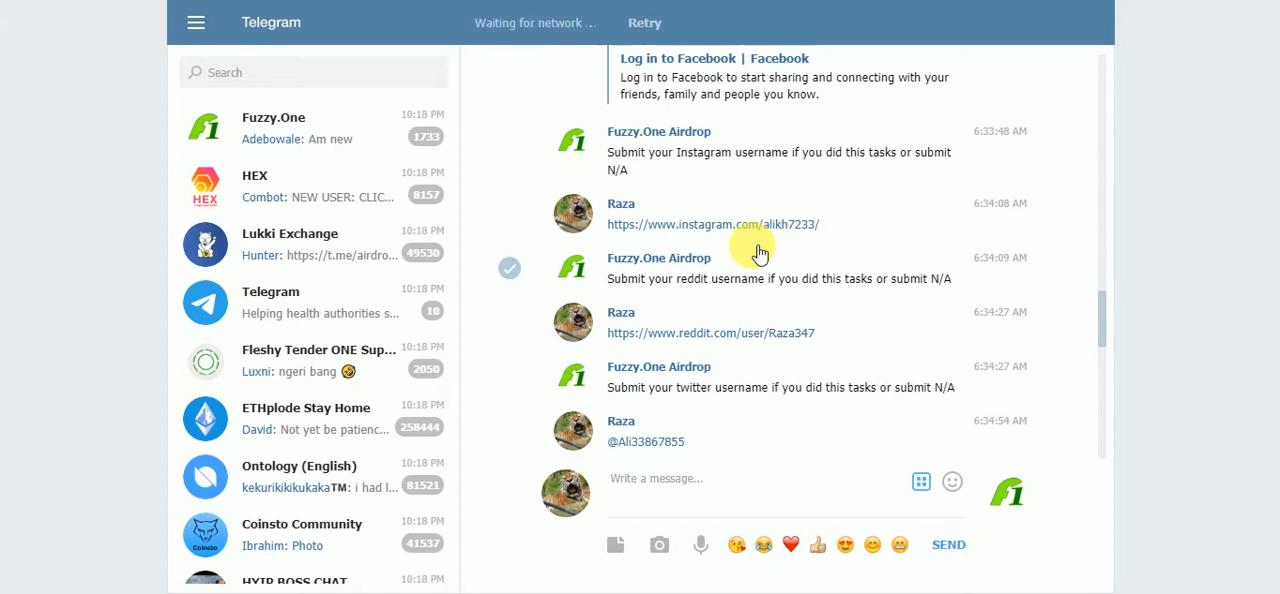 Telegram
Waiting for network ...
Retry
Search
Fuzzy.One
10:18 PM
Adebowale: Am new
1733
HEX
10:18 PM
Combot: NEW USER: CLIC...
8157
Lukki Exchange
10:18 PM
Hunter: https://t.me/airdro...
49530
Telegram
10:18 PM
Helping health authorities s...
10
Fleshy Tender ONE Sup...
10:18 PM
Luxni: ngeri bang 🤣
2050
ETHplode Stay Home
10:18 PM
David: Not yet be patienc...
258444
Ontology (English)
10:18 PM
kekurikikikukaka™: i had l...
81521
Coinsto Community
10:18 PM
Ibrahim: Photo
41537
HYIP BOSS CHAT
10:18 PM
Log in to Facebook | Facebook
Log in to Facebook to start sharing and connecting with your
friends, family and people you know.
Fuzzy.One Airdrop
6:33:48 AM
Submit your Instagram username if you did this tasks or submit
N/A
Raza
6:34:08 AM
https://www.instagram.com/alikh7233/
Fuzzy.One Airdrop
6:34:09 AM
Submit your reddit username if you did this tasks or submit N/A
Raza
6:34:27 AM
https://www.reddit.com/user/Raza347
Fuzzy.One Airdrop
6:34:27 AM
Submit your twitter username if you did this tasks or submit N/A
Raza
6:34:54 AM
@Ali33867855
Write a message...
SEND